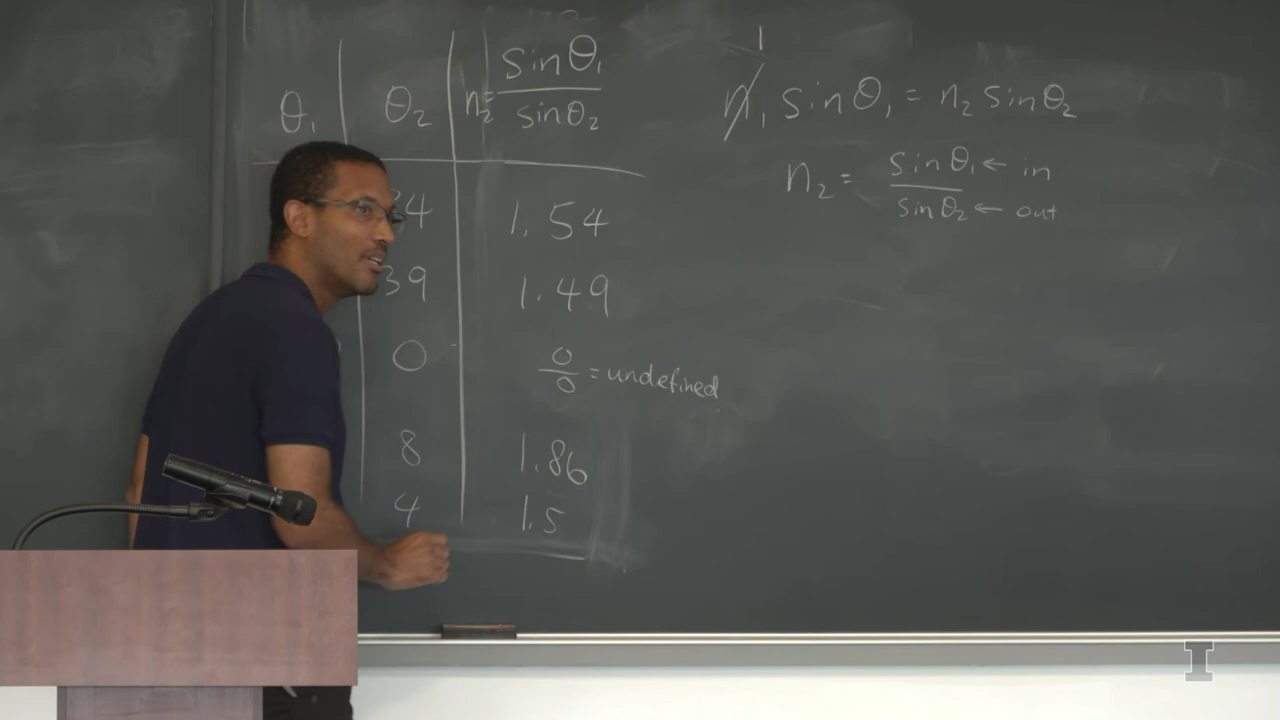 θ₁ θ₂ n₂= sinθ₁/sinθ₂
34 1.54
39 1.49
0 0/0 = undefined
8 1.86
4 1.5
1
n₁ sinθ₁ = n₂ sinθ₂
n₂ = sinθ₁ ← in
sinθ₂ ← out
I